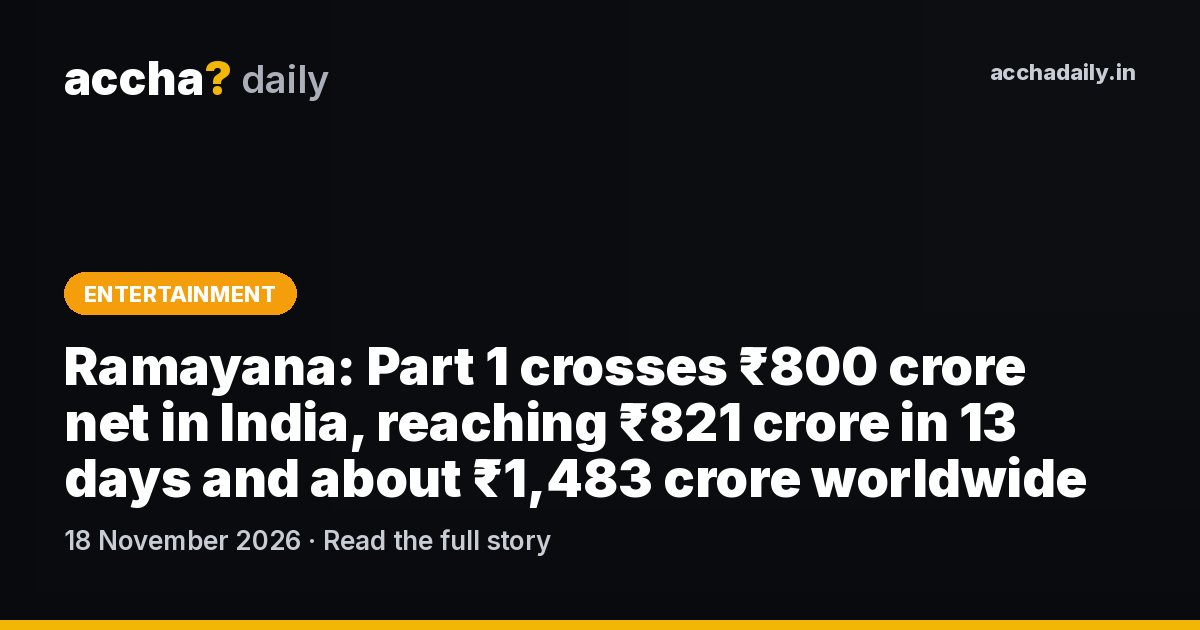 accha? daily
acchadaily.in
ENTERTAINMENT
Ramayana: Part 1 crosses ₹800 crore
net in India, reaching ₹821 crore in 13
days and about ₹1,483 crore worldwide
18 November 2026 · Read the full story